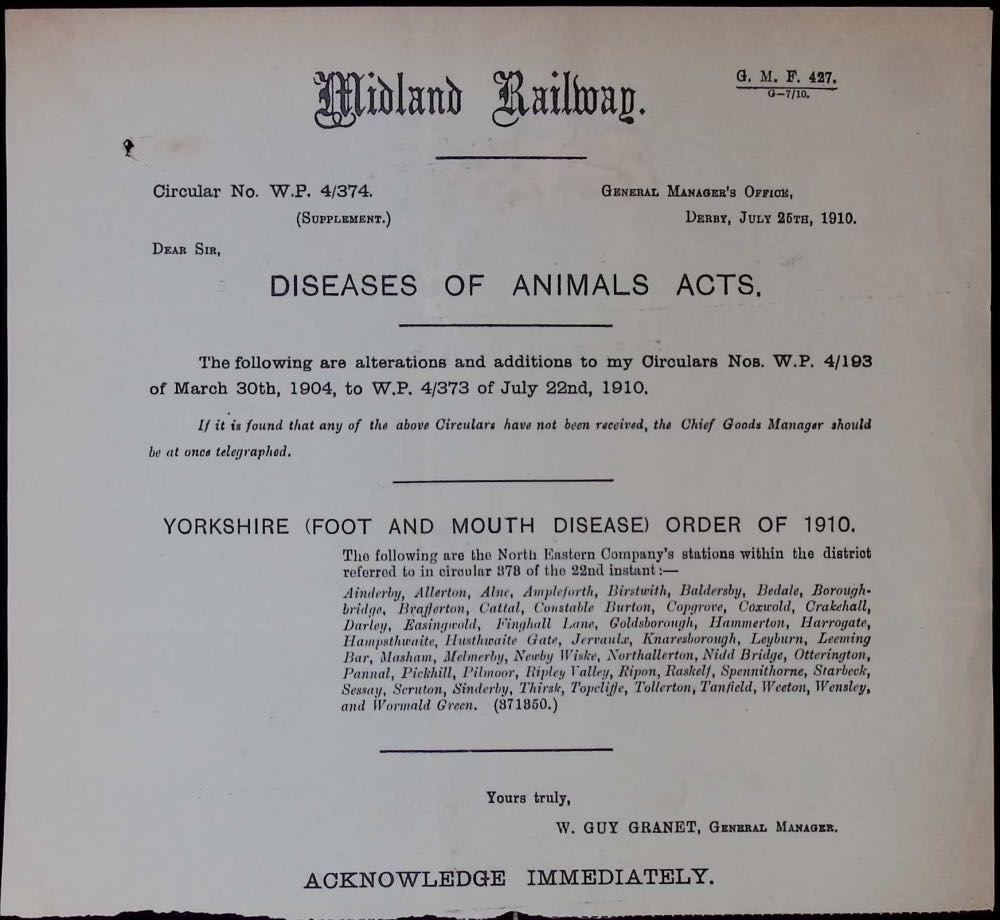 G. M. F. 427.
G—7/10.
Midland Railway.
Circular No. W.P. 4/374.
(Supplement.)
General Manager's Office,
Derby, July 25th, 1910.
Dear Sir,
DISEASES OF ANIMALS ACTS.
The following are alterations and additions to my Circulars Nos. W.P. 4/193
of March 30th, 1904, to W.P. 4/373 of July 22nd, 1910.
If it is found that any of the above Circulars have not been received, the Chief Goods Manager should
be at once telegraphed.
YORKSHIRE (FOOT AND MOUTH DISEASE) ORDER OF 1910.
The following are the North Eastern Company's stations within the district
referred to in circular 373 of the 22nd instant:—
Ainderby, Allerton, Alne, Ampleforth, Birstwith, Baldersby, Bedale, Borough-
bridge, Brafferton, Cattal, Constable Burton, Copgrove, Coxwold, Crakehall,
Darley, Easingwold, Finghall Lane, Goldsborough, Hammerton, Harrogate,
Hampsthwaite, Husthwaite Gate, Jervaulx, Knaresborough, Leyburn, Leeming
Bar, Masham, Melmerby, Newby Wiske, Northallerton, Nidd Bridge, Otterington,
Pannal, Pickhill, Pilmoor, Ripley Valley, Ripon, Raskelf, Spennithorne, Starbeck,
Sessay, Scruton, Sinderby, Thirsk, Topcliffe, Tollerton, Tanfield, Weeton, Wensley,
and Wormald Green. (371350.)
Yours truly,
W. GUY GRANET, General Manager.
ACKNOWLEDGE IMMEDIATELY.